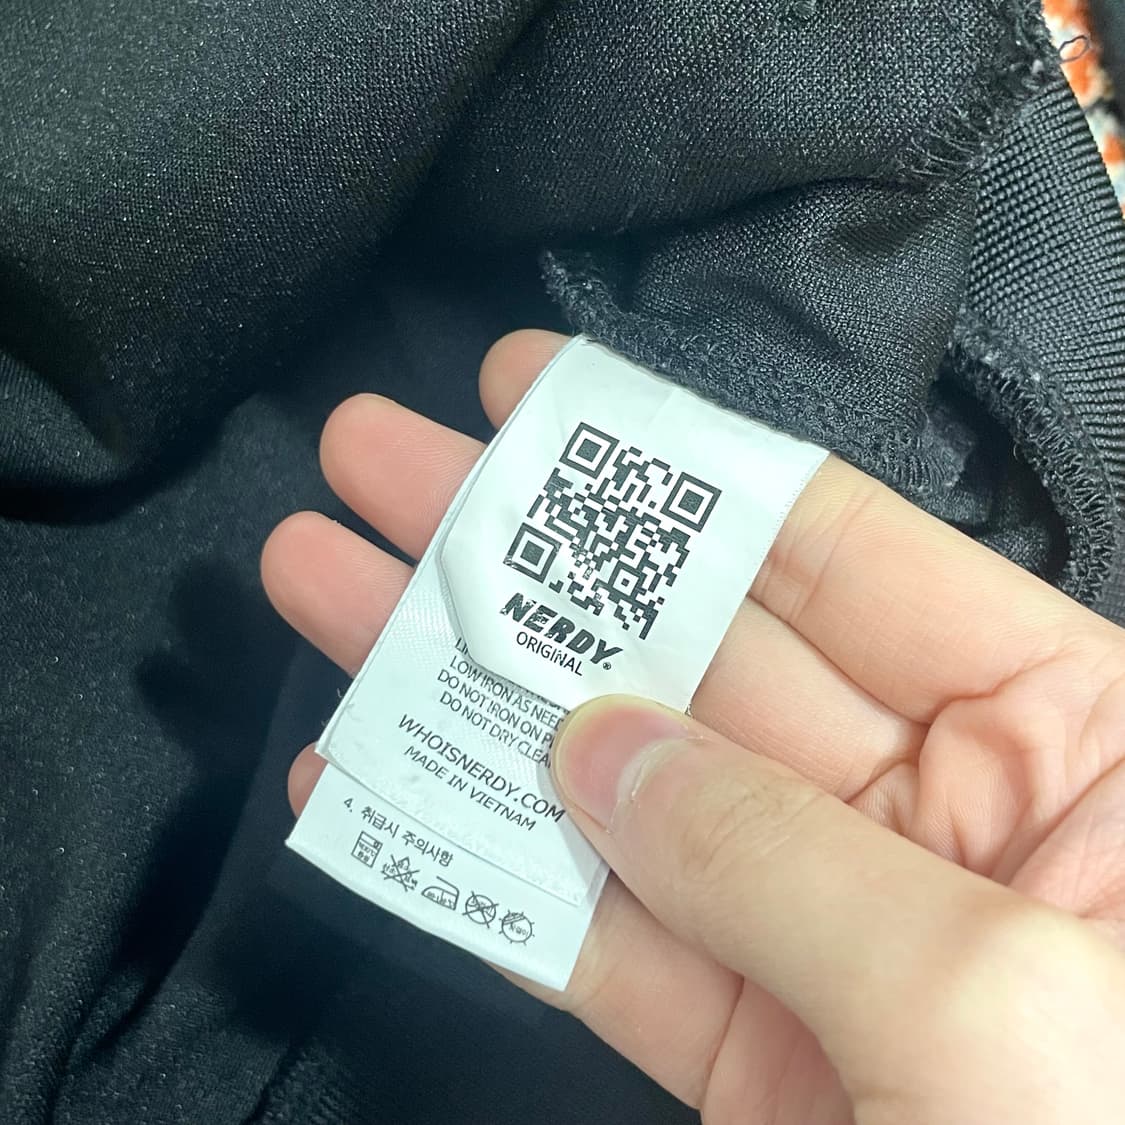 NERDY®
ORIGINAL
LOW IRON AS NEE
DO NOT IRON ON P
DO NOT DRY CLEA
WHOISNERDY.COM
MADE IN VIETNAM
4. 취급시 주의사항